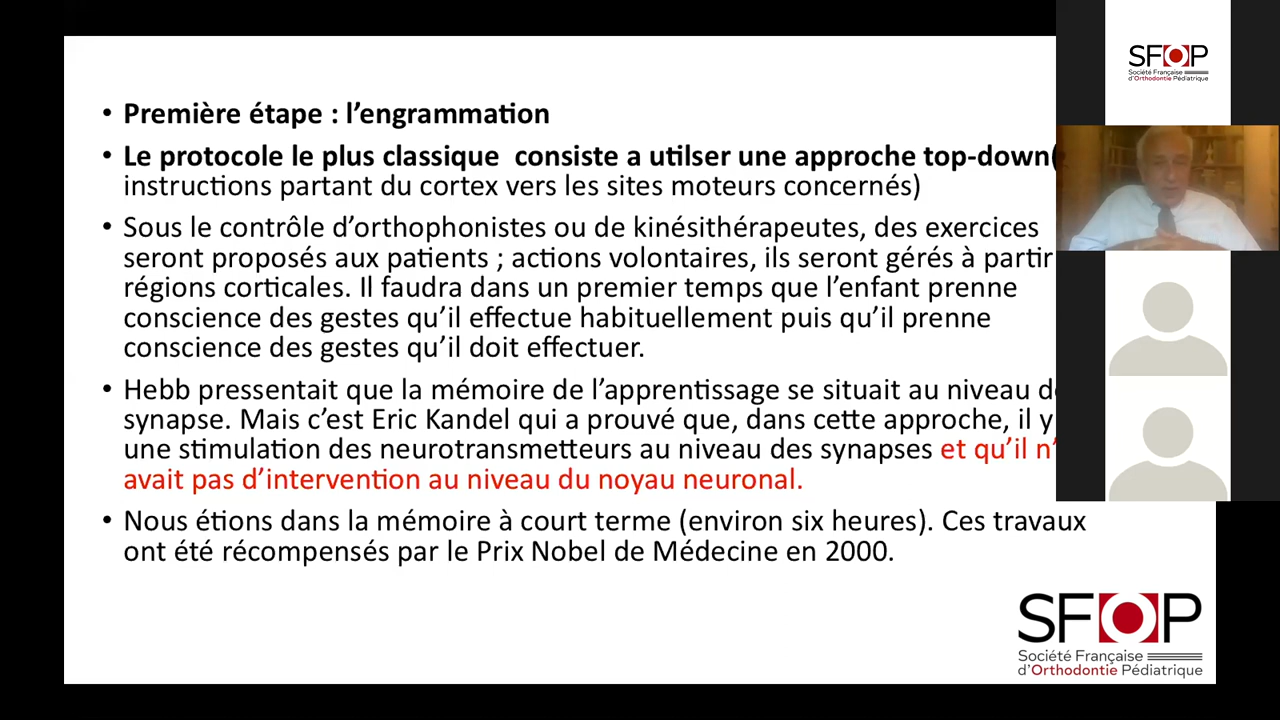 • Première étape : l’engrammation
• Le protocole le plus classique  consiste a utilser une approche top-down(
instructions partant du cortex vers les sites moteurs concernés)
• Sous le contrôle d’orthophonistes ou de kinésithérapeutes, des exercices
seront proposés aux patients ; actions volontaires, ils seront gérés à partir
régions corticales. Il faudra dans un premier temps que l’enfant prenne
conscience des gestes qu’il effectue habituellement puis qu’il prenne
conscience des gestes qu’il doit effectuer.
• Hebb pressentait que la mémoire de l’apprentissage se situait au niveau
synapse. Mais c’est Eric Kandel qui a prouvé que, dans cette approche, il y
une stimulation des neurotransmetteurs au niveau des synapses et qu’il n’
avait pas d’intervention au niveau du noyau neuronal.
• Nous étions dans la mémoire à court terme (environ six heures). Ces travaux
ont été récompensés par le Prix Nobel de Médecine en 2000.
SFOP
Société Française
d’Orthodontie Pédiatrique
SFOP
Société Française
d’Orthodontie Pédiatrique